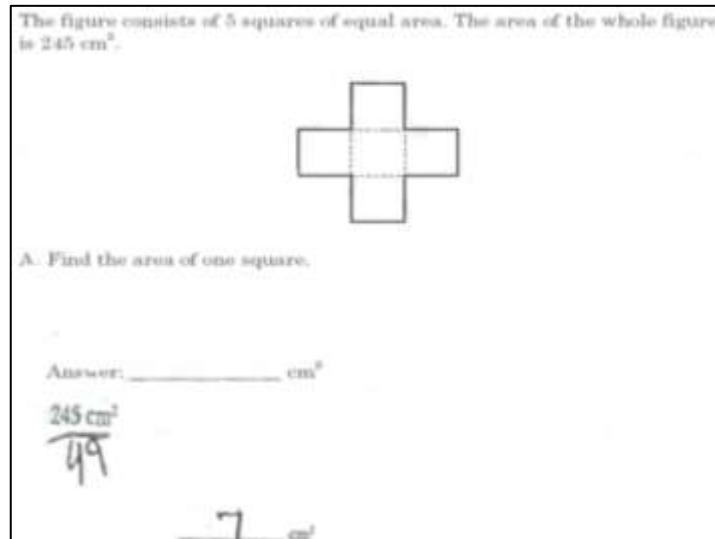 The figure consists of 5 squares of equal area. The area of the whole figure
is 245 cm².
A. Find the area of one square.
Answer: ____________ cm²
245 cm²
49
7 cm²